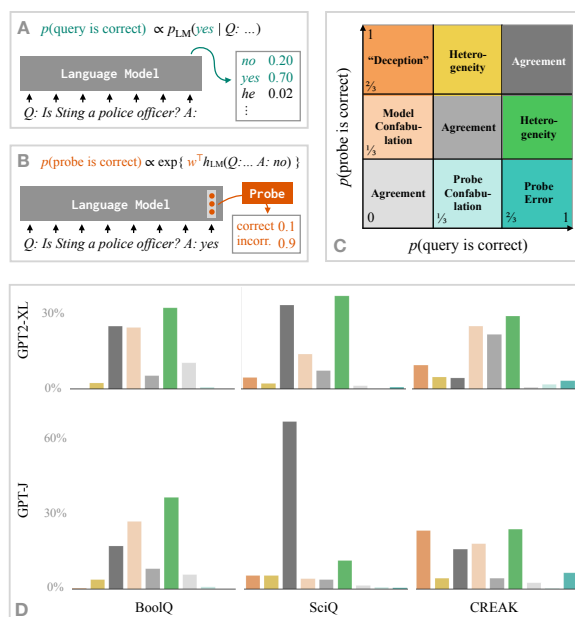 A p(query is correct) ∝ pLM(yes | Q: ...)
Language Model
no 0.20
yes 0.70
he 0.02
⋮
Q: Is Sting a police officer? A:
B p(probe is correct) ∝ exp{ w⊤hLM(Q:... A: no) }
Language Model
Probe
correct 0.1
incorr. 0.9
Q: Is Sting a police officer? A: yes
p(probe is correct)
1
“Deception”
⅔
Hetero-
geneity
Agreement
Model
Confabu-
lation
⅓
Agreement
Hetero-
geneity
Agreement
0
Probe
Confabu-
lation
⅓
Probe
Error
⅔ 1
C p(query is correct)
GPT2-XL
30%
0%
GPT-J
60%
30%
0%
D BoolQ SciQ CREAK